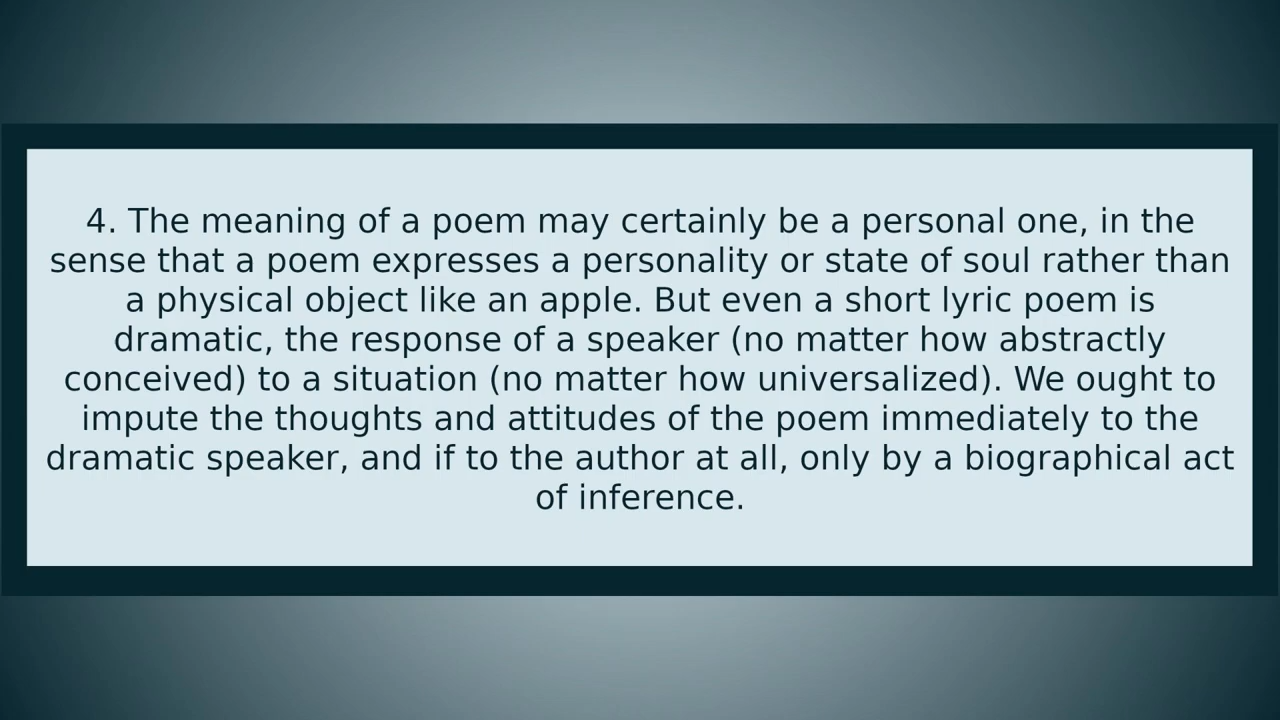 4. The meaning of a poem may certainly be a personal one, in the
sense that a poem expresses a personality or state of soul rather than
a physical object like an apple. But even a short lyric poem is
dramatic, the response of a speaker (no matter how abstractly
conceived) to a situation (no matter how universalized). We ought to
impute the thoughts and attitudes of the poem immediately to the
dramatic speaker, and if to the author at all, only by a biographical act
of inference.